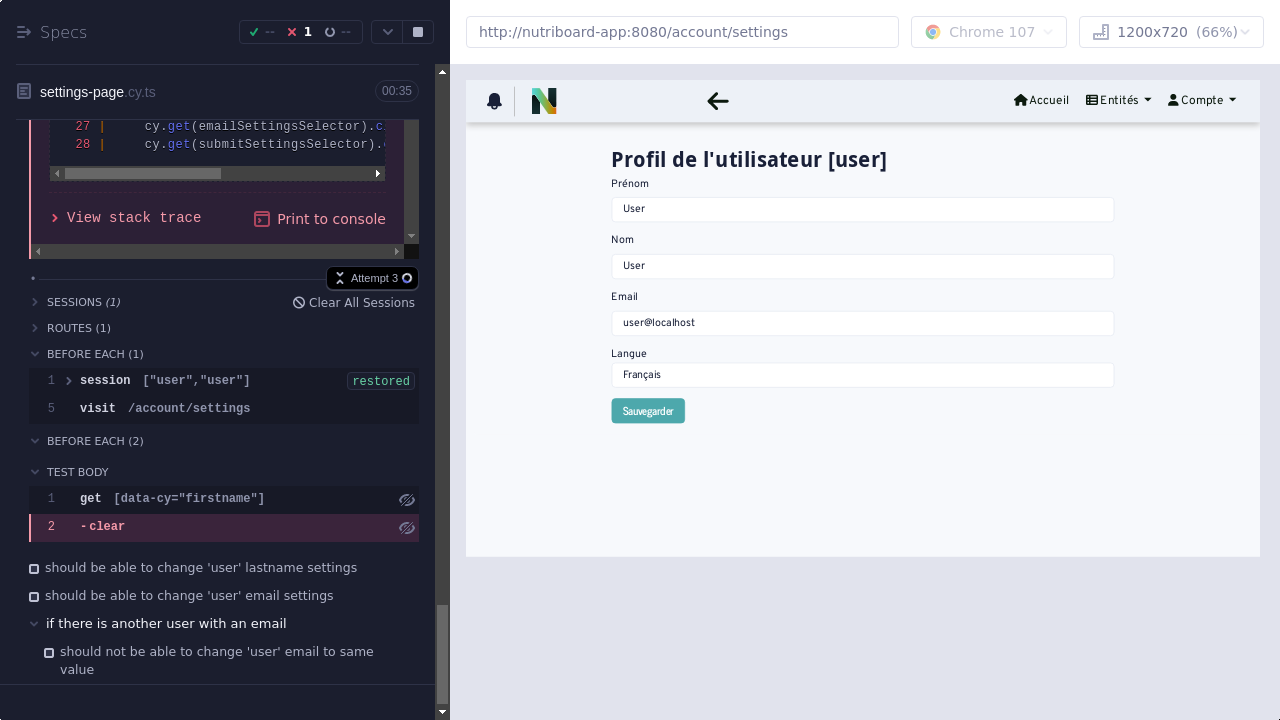 Specs
-- 1 --
settings-page.cy.ts
00:35
27 | cy.get(emailSettingsSelector).
28 | cy.get(submitSettingsSelector).
View stack trace
Print to console
Attempt 3
SESSIONS (1)
Clear All Sessions
ROUTES (1)
BEFORE EACH (1)
1 session ["user","user"] restored
5 visit /account/settings
BEFORE EACH (2)
TEST BODY
1 get [data-cy="firstname"]
2 -clear
should be able to change 'user' lastname settings
should be able to change 'user' email settings
if there is another user with an email
should not be able to change 'user' email to same
value
http://nutriboard-app:8080/account/settings
Chrome 107
1200x720 (66%)
Accueil
Entités
Compte
Profil de l'utilisateur [user]
Prénom
User
Nom
User
Email
user@localhost
Langue
Français
Sauvegarder